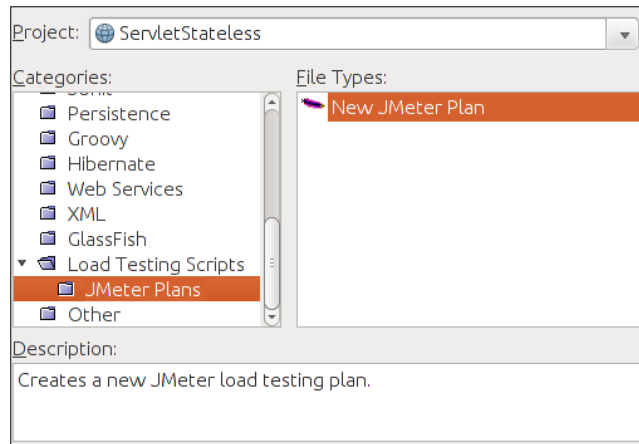 Project: ServletStateless
Categories:
File Types:
Persistence
Groovy
Hibernate
Web Services
XML
GlassFish
Load Testing Scripts
JMeter Plans
Other
New JMeter Plan
Description:
Creates a new JMeter load testing plan.